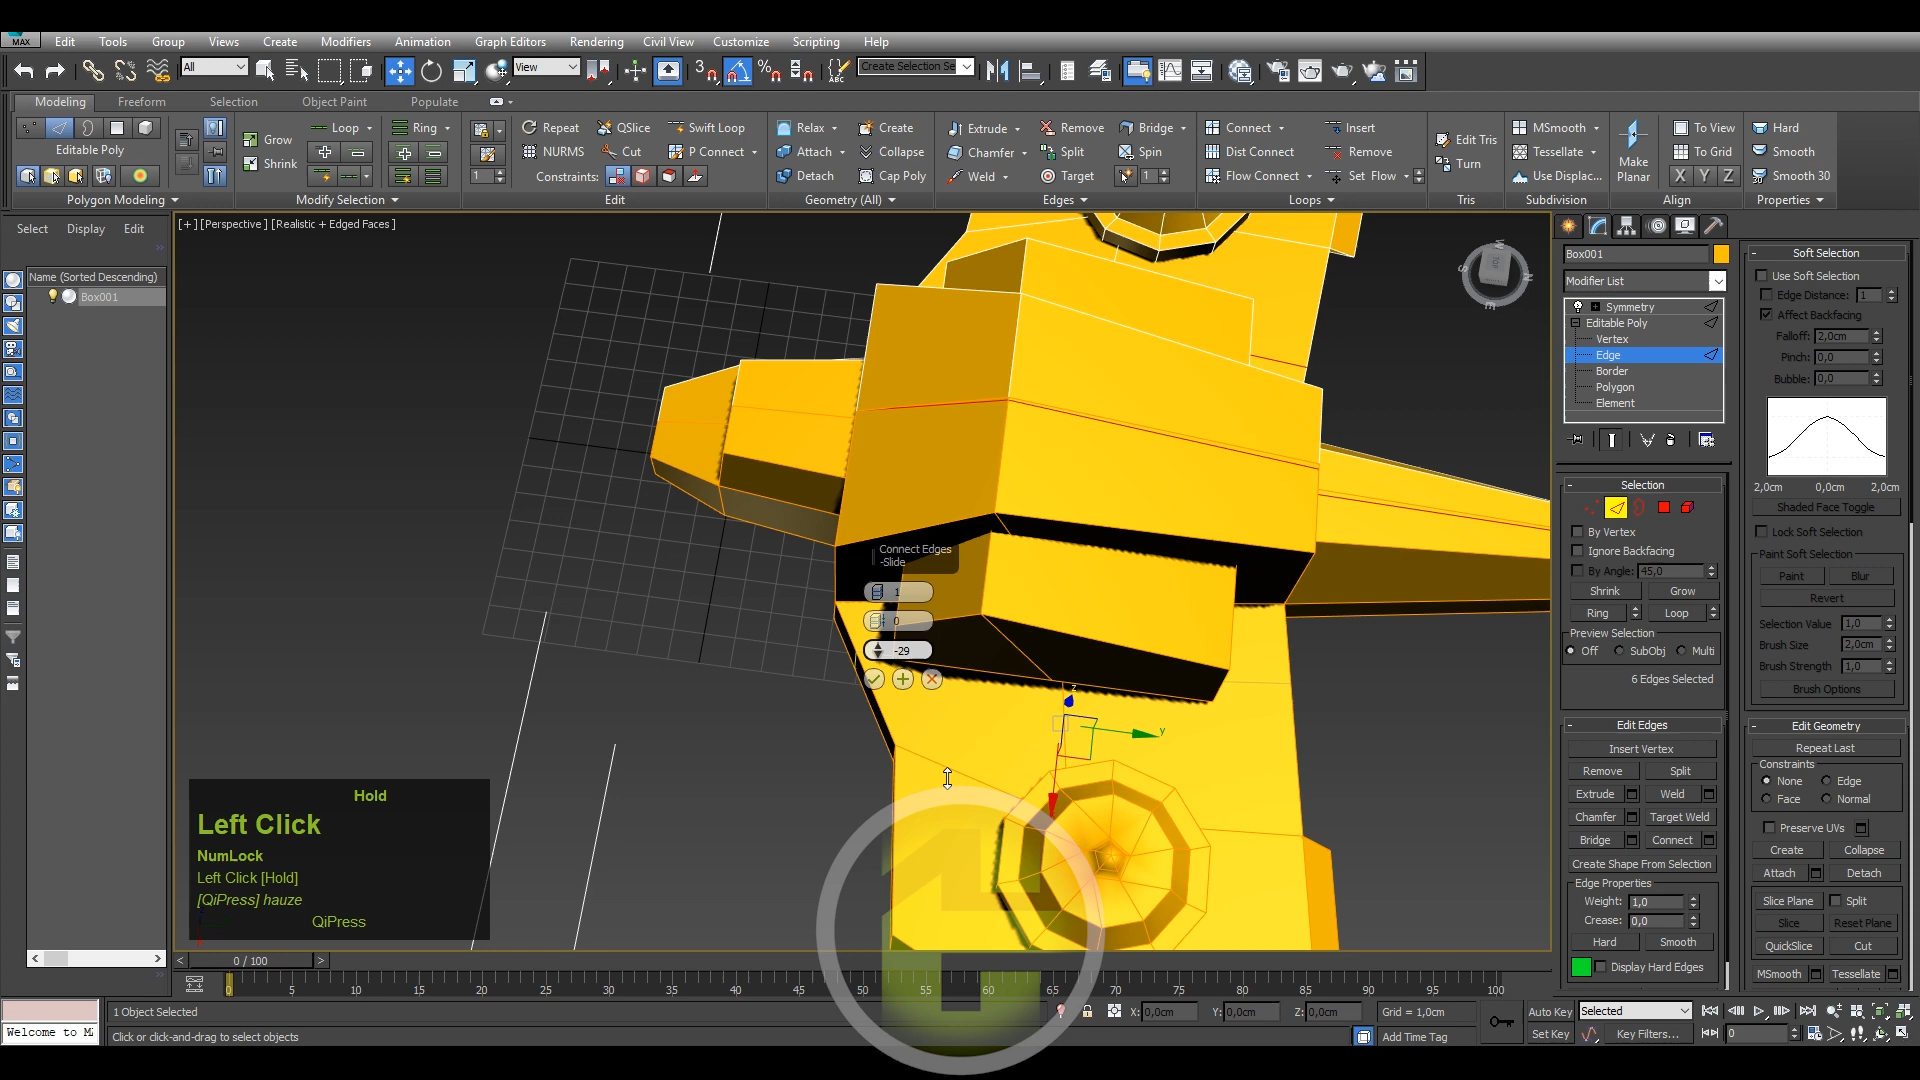 MAX
Edit Tools Group Views Create Modifiers Animation Graph Editors Rendering Civil View Customize Scripting Help
All
View
3
Create Selection Se
Modeling Freeform Selection Object Paint Populate
Editable Poly
Polygon Modeling
Grow
Shrink
Loop
Ring
Modify Selection
1
Repeat QSlice Swift Loop
NURMS Cut P Connect
Constraints:
Edit
Relax Create
Attach Collapse
Detach Cap Poly
Geometry (All)
Extrude Remove Bridge
Chamfer Split Spin
Weld Target 1
Edges
Connect Insert
Dist Connect Remove
Flow Connect Set Flow
Loops
Edit Tris
Turn
Tris
MSmooth
Tessellate
Use Displac...
Subdivision
Make
Planar
To View
To Grid
X Y Z
Align
Hard
Smooth
Smooth 30
Properties
Select Display Edit
Name (Sorted Descending)
Box001
[+] [Perspective ] [Realistic + Edged Faces ]
Connect Edges
-Slide
1
0
-29
z
y
Hold
Left Click
NumLock
Left Click [Hold]
[QiPress] hauze
QiPress
Box001
Modifier List
Symmetry
Editable Poly
Vertex
Edge
Border
Polygon
Element
Selection
By Vertex
Ignore Backfacing
By Angle: 45,0
Shrink Grow
Ring Loop
Preview Selection
Off SubObj Multi
6 Edges Selected
Edit Edges
Insert Vertex
Remove Split
Extrude Weld
Chamfer Target Weld
Bridge Connect
Create Shape From Selection
Edge Properties
Weight: 1,0
Crease: 0,0
Hard Smooth
Display Hard Edges
Soft Selection
Use Soft Selection
Edge Distance: 1
Affect Backfacing
Falloff: 2,0cm
Pinch: 0,0
Bubble: 0,0
2,0cm 0,0cm 2,0cm
Shaded Face Toggle
Lock Soft Selection
Paint Soft Selection
Paint Blur
Revert
Selection Value 1,0
Brush Size 2,0cm
Brush Strength 1,0
Brush Options
Edit Geometry
Repeat Last
Constraints
None Edge
Face Normal
Preserve UVs
Create Collapse
Attach Detach
Slice Plane Split
Slice Reset Plane
QuickSlice Cut
MSmooth Tessellate
0 / 100
0 5 10 15 20 25 30 35 40 45 50 55 60 65 70 75 80 85 90 95 100
1 Object Selected
X: 0,0cm Y: 0,0cm Z: 0,0cm Grid = 1,0cm
Auto Key Selected
Welcome to M
Click or click-and-drag to select objects
Add Time Tag
Set Key Key Filters... 0